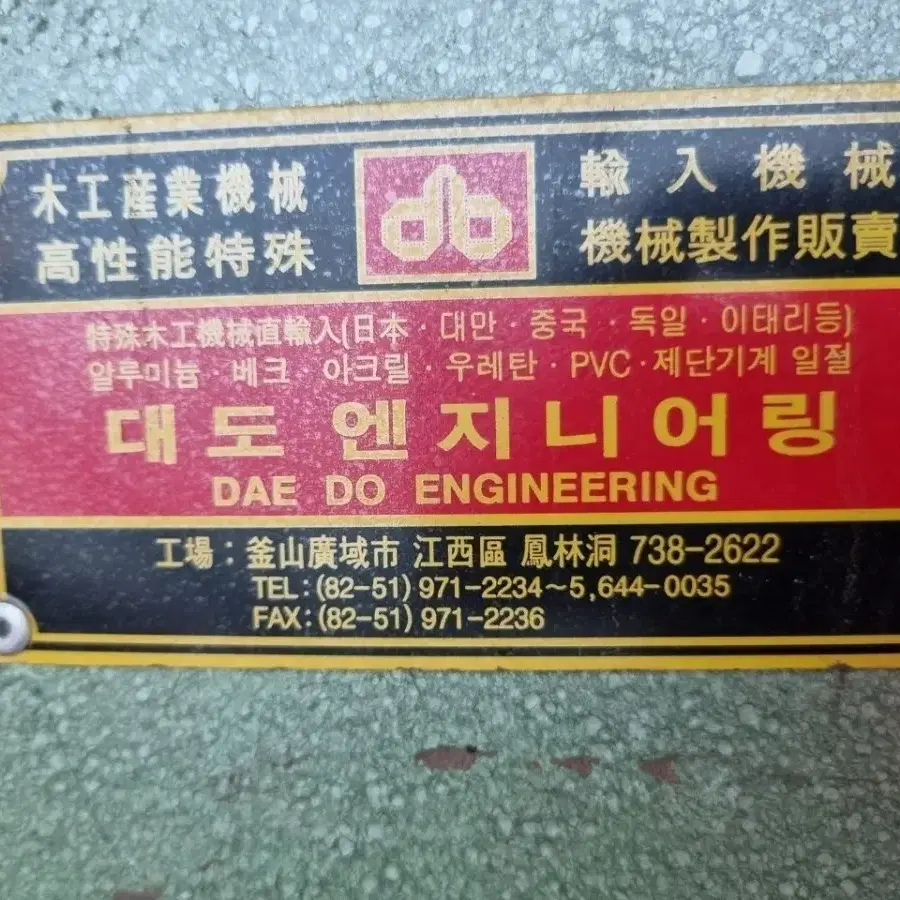 木工産業機械
高性能特殊
db
輸入機械
機械製作販賣
特殊木工機械直輸入(日本·대만·중국·독일·이태리등)
알루미늄·베크·아크릴·우레탄·PVC·제단기계 일절
대도 엔지니어링
DAE DO ENGINEERING
工場: 釜山廣域市 江西區 鳳林洞 738-2622
TEL:(82-51) 971-2234~5, 644-0035
FAX:(82-51) 971-2236